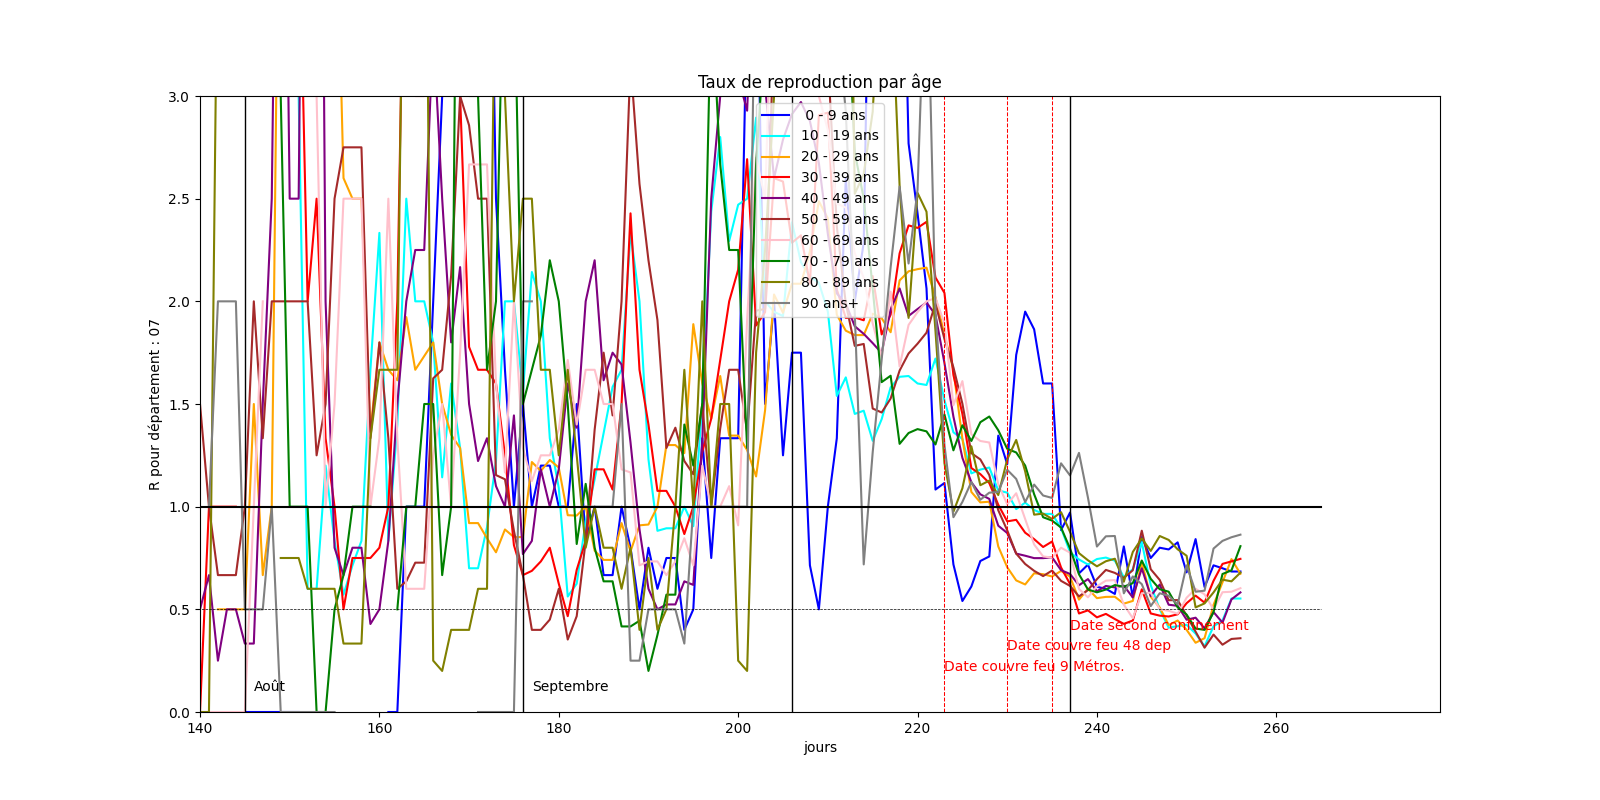 Taux de reproduction par âge
R pour département : 07
3.0
2.5
2.0
1.5
1.0
0.5
0.0
0 - 9 ans
10 - 19 ans
20 - 29 ans
30 - 39 ans
40 - 49 ans
50 - 59 ans
60 - 69 ans
70 - 79 ans
80 - 89 ans
90 ans+
Date second confinement
Date couvre feu 48 dep
Date couvre feu 9 Métros.
Août
Septembre
140
160
180
200
220
240
260
jours